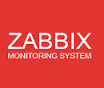 ZABBIX
MONITORING SYSTEM